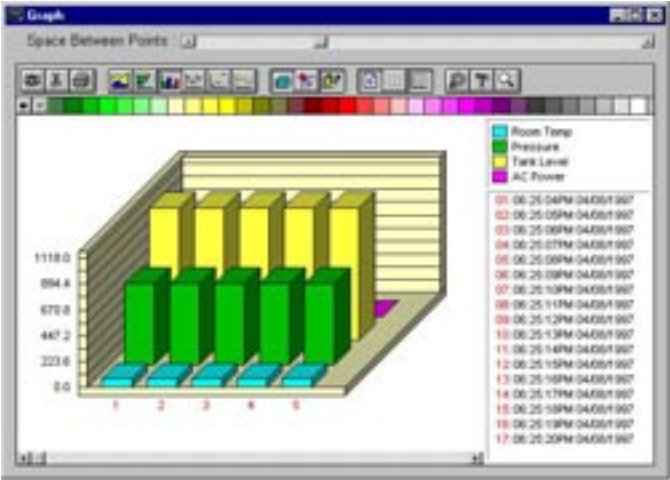 Graph
Space Between Points
Room Temp
Pressure
Tank Level
AC Power
1118.0
894.4
670.8
447.2
223.6
0.0
1 2 3 4 5
01: 06:25:04PM 04/08/1997
02: 06:25:05PM 04/08/1997
03: 06:25:06PM 04/08/1997
04: 06:25:07PM 04/08/1997
05: 06:25:08PM 04/08/1997
06: 06:25:09PM 04/08/1997
07: 06:25:10PM 04/08/1997
08: 06:25:11PM 04/08/1997
09: 06:25:12PM 04/08/1997
10: 06:25:13PM 04/08/1997
11: 06:25:14PM 04/08/1997
12: 06:25:15PM 04/08/1997
13: 06:25:16PM 04/08/1997
14: 06:25:17PM 04/08/1997
15: 06:25:18PM 04/08/1997
16: 06:25:19PM 04/08/1997
17: 06:25:20PM 04/08/1997